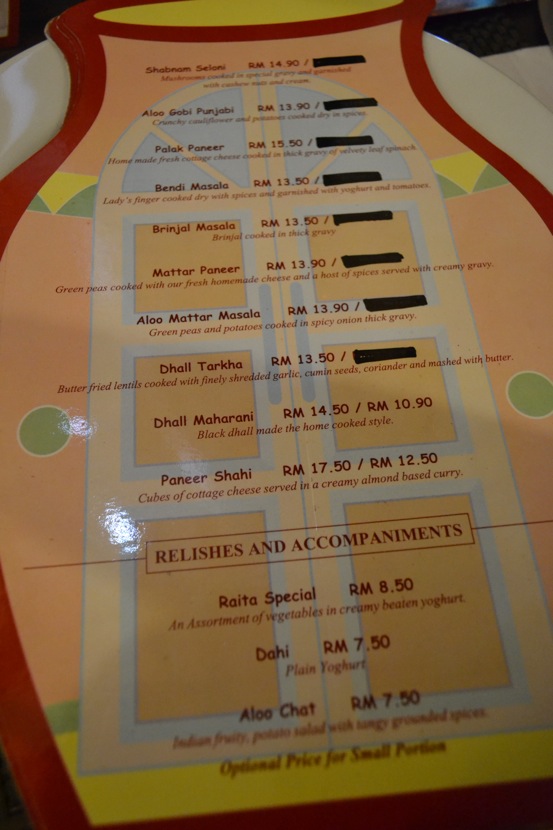 Shabnam Seloni RM 14.90 /
Mushrooms cooked in special gravy and garnished
with cashew nuts and cream.
Aloo Gobi Punjabi RM 13.90 /
Crunchy cauliflower and potatoes cooked dry in spices
Palak Paneer RM 15.50 /
Home made fresh cottage cheese cooked in thick gravy of velvety leaf spinach
Bendi Masala RM 13.50 /
Lady's finger cooked dry with spices and garnished with yoghurt and tomatoes.
Brinjal Masala RM 13.50 /
Brinjal cooked in thick gravy
Mattar Paneer RM 13.90 /
Green peas cooked with our fresh homemade cheese and a host of spices served with creamy gravy.
Aloo Mattar Masala RM 13.90 /
Green peas and potatoes cooked in spicy onion thick gravy.
Dhall Tarkha RM 13.50 /
Butter fried lentils cooked with finely shredded garlic, cumin seeds, coriander and mashed with butter.
Dhall Maharani RM 14.50 / RM 10.90
Black dhall made the home cooked style.
Paneer Shahi RM 17.50 / RM 12.50
Cubes of cottage cheese served in a creamy almond based curry.
RELISHES AND ACCOMPANIMENTS
Raita Special RM 8.50
An Assortment of vegetables in creamy beaten yoghurt.
Dahi RM 7.50
Plain Yoghurt
Aloo Chat RM 7.50
Indian fruity, potato salad with tangy grounded spices.
Optional Price for Small Portion